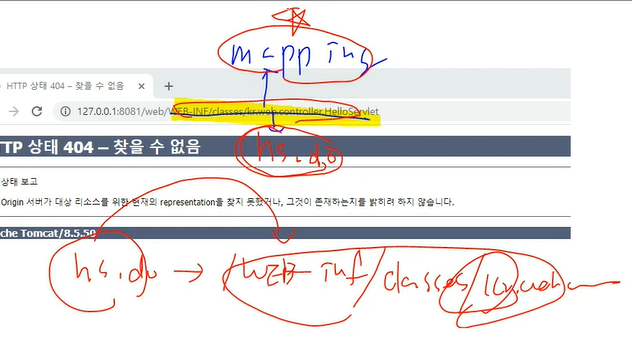 mapping
HTTP 상태 404 – 찾을 수 없음
127.0.0.1:8081/web/WEB-INF/classes/kr.web.controller.HelloServlet
hs.do
TP 상태 404 – 찾을 수 없음
상태 보고
Origin 서버가 대상 리소스를 위한 현재의 representation을 찾지 못했거나, 그것이 존재하는지를 밝히려 하지 않습니다.
che Tomcat/8.5.50
hs.do → /WEB-inf/classes/